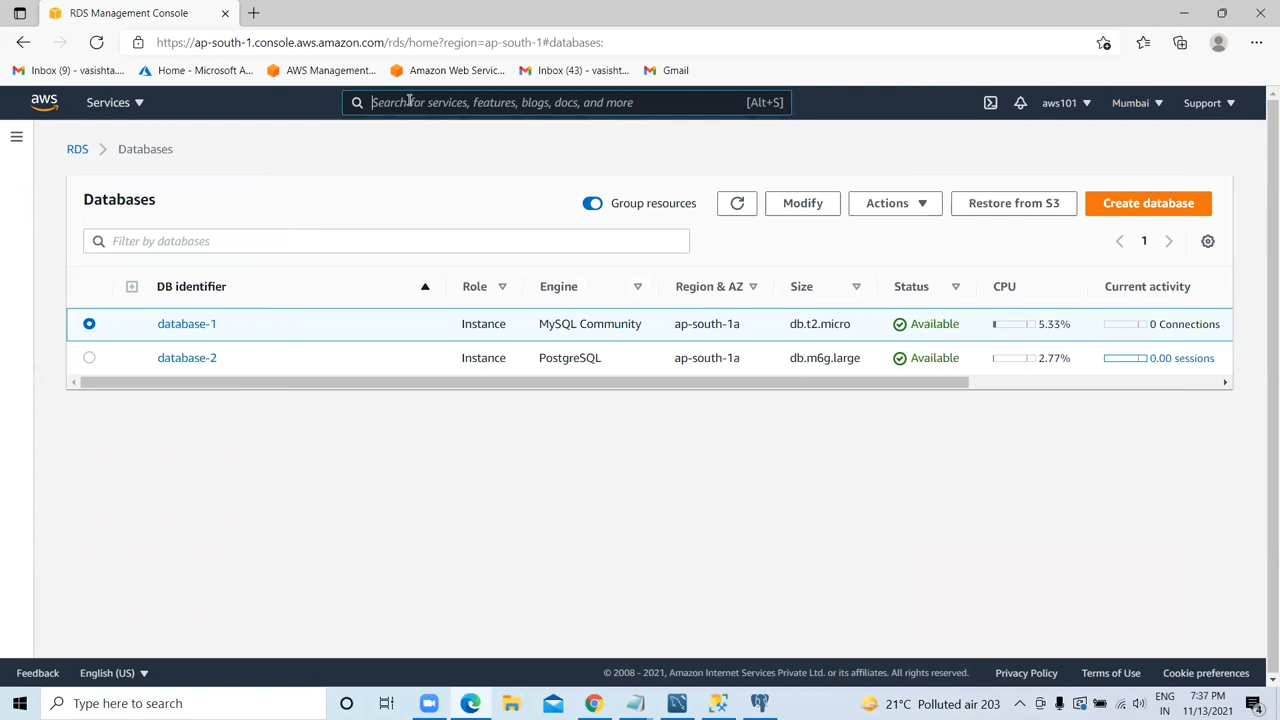 RDS Management Console
https://ap-south-1.console.aws.amazon.com/rds/home?region=ap-south-1#databases:
Inbox (9) - vasishta....
Home - Microsoft A...
AWS Management...
Amazon Web Servic...
Inbox (43) - vasisht...
Gmail
aws
Services
Search for services, features, blogs, docs, and more
[Alt+S]
aws101
Mumbai
Support
RDS
Databases
Databases
Group resources
Modify
Actions
Restore from S3
Create database
Filter by databases
1
DB identifier
Role
Engine
Region & AZ
Size
Status
CPU
Current activity
database-1
Instance
MySQL Community
ap-south-1a
db.t2.micro
Available
5.33%
0 Connections
database-2
Instance
PostgreSQL
ap-south-1a
db.m6g.large
Available
2.77%
0.00 sessions
Feedback
English (US)
© 2008 - 2021, Amazon Internet Services Private Ltd. or its affiliates. All rights reserved.
Privacy Policy
Terms of Use
Cookie preferences
Type here to search
21°C Polluted air 203
ENG
IN
7:37 PM
11/13/2021
4